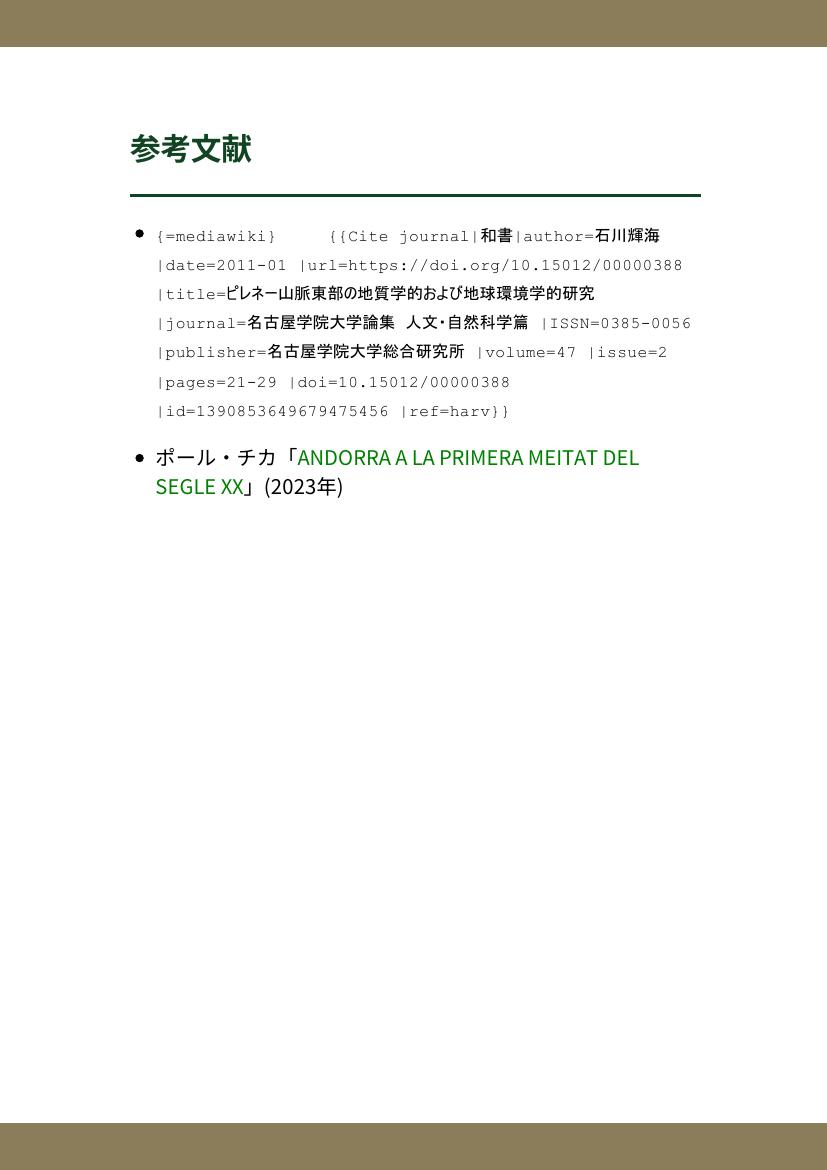 参考文献
{=mediawiki} {{Cite journal|和書|author=石川輝海
|date=2011-01 |url=https://doi.org/10.15012/00000388
|title=ピレネー山脈東部の地質学的および地球環境学的研究
|journal=名古屋学院大学論集 人文・自然科学篇 |ISSN=0385-0056
|publisher=名古屋学院大学総合研究所 |volume=47 |issue=2
|pages=21-29 |doi=10.15012/00000388
|id=1390853649679475456 |ref=harv}}
ポール・チカ「ANDORRA A LA PRIMERA MEITAT DEL
SEGLE XX」(2023年)